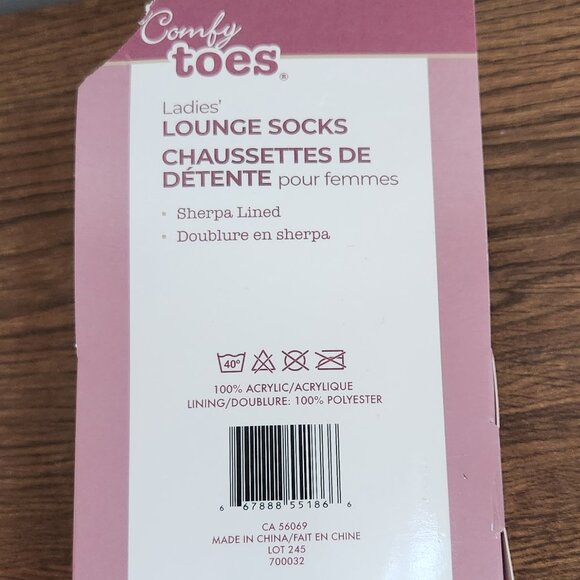 Comfy
toes®
Ladies'
LOUNGE SOCKS
CHAUSSETTES DE
DÉTENTE pour femmes
• Sherpa Lined
• Doublure en sherpa
40°
100% ACRYLIC/ACRYLIQUE
LINING/DOUBLURE: 100% POLYESTER
6 67888 55186 6
CA 56069
MADE IN CHINA/FAIT EN CHINE
LOT 245
700032